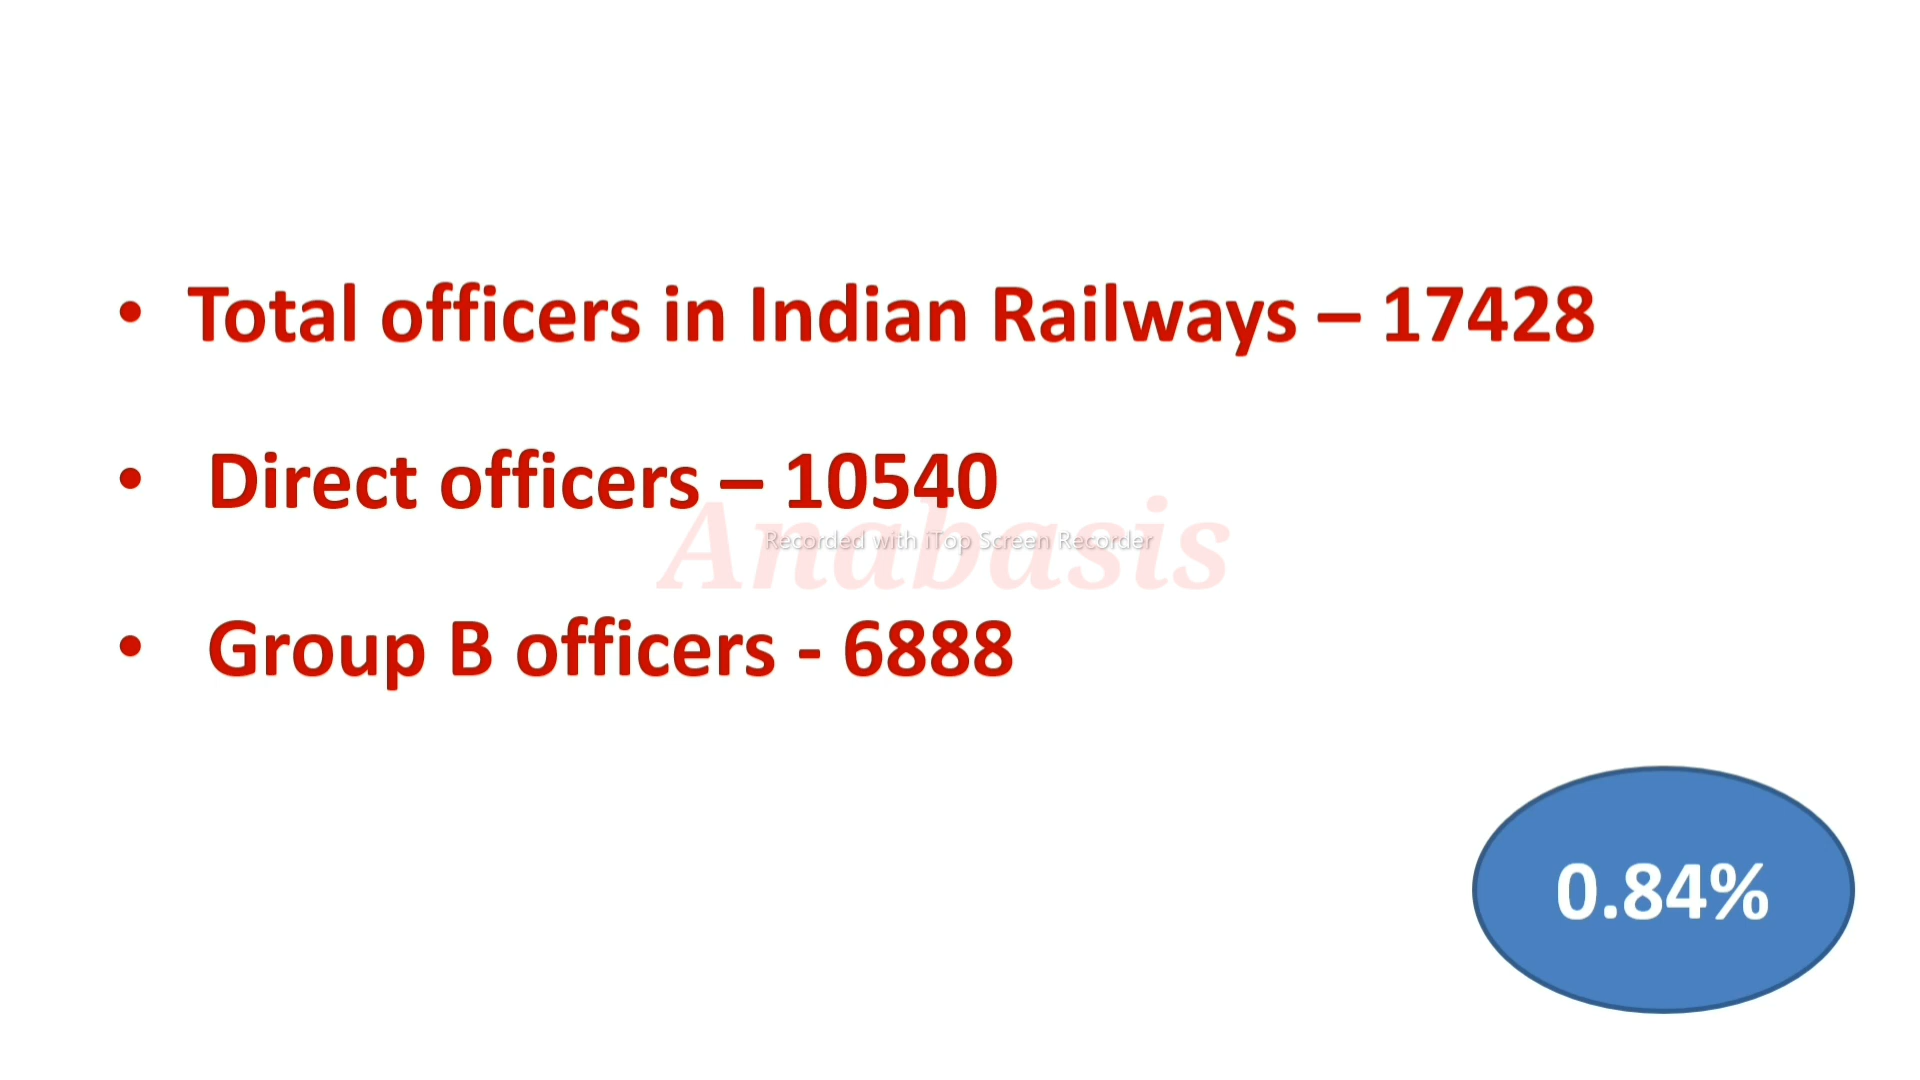 • Total officers in Indian Railways – 17428
• Direct officers – 10540
Anabasis
Recorded with iTop Screen Recorder
• Group B officers - 6888
0.84%